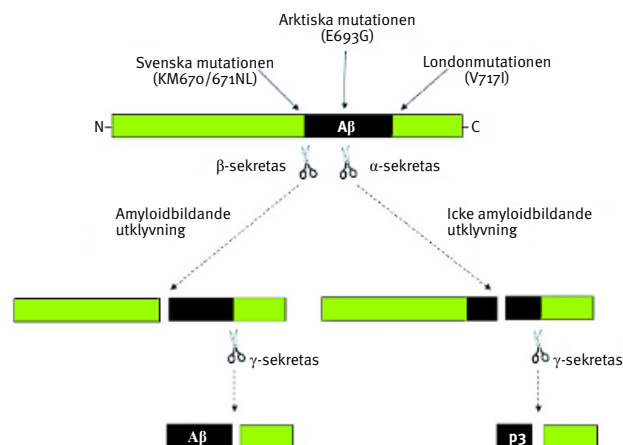 Arktiska mutationen
(E693G)
Svenska mutationen
(KM670/671NL)
Londonmutationen
(V717I)
N-
Aβ
-C
β-sekretas
α-sekretas
Amyloidbildande
utklyvning
Icke amyloidbildande
utklyvning
γ-sekretas
γ-sekretas
Aβ
p3